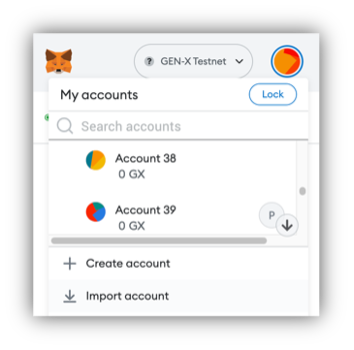 GEN-X Testnet
My accounts
Lock
Search accounts
Account 38
0 GX
Account 39
0 GX
P
Create account
Import account